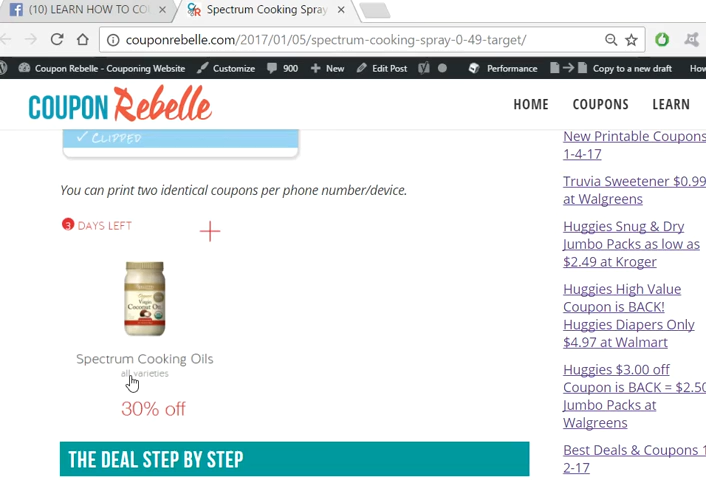 (10) LEARN HOW TO CO
Spectrum Cooking Spray
couponrebelle.com/2017/01/05/spectrum-cooking-spray-0-49-target/
Coupon Rebelle - Couponing Website
Customize
900
New
Edit Post
Performance
Copy to a new draft
How
COUPON Rebelle
HOME
COUPONS
LEARN
✓ CLIPPED
You can print two identical coupons per phone number/device.
3 DAYS LEFT
Spectrum Cooking Oils
all varieties
30% off
THE DEAL STEP BY STEP
New Printable Coupons
1-4-17
Truvia Sweetener $0.99
at Walgreens
Huggies Snug & Dry
Jumbo Packs as low as
$2.49 at Kroger
Huggies High Value
Coupon is BACK!
Huggies Diapers Only
$4.97 at Walmart
Huggies $3.00 off
Coupon is BACK = $2.50
Jumbo Packs at
Walgreens
Best Deals & Coupons 1
2-17